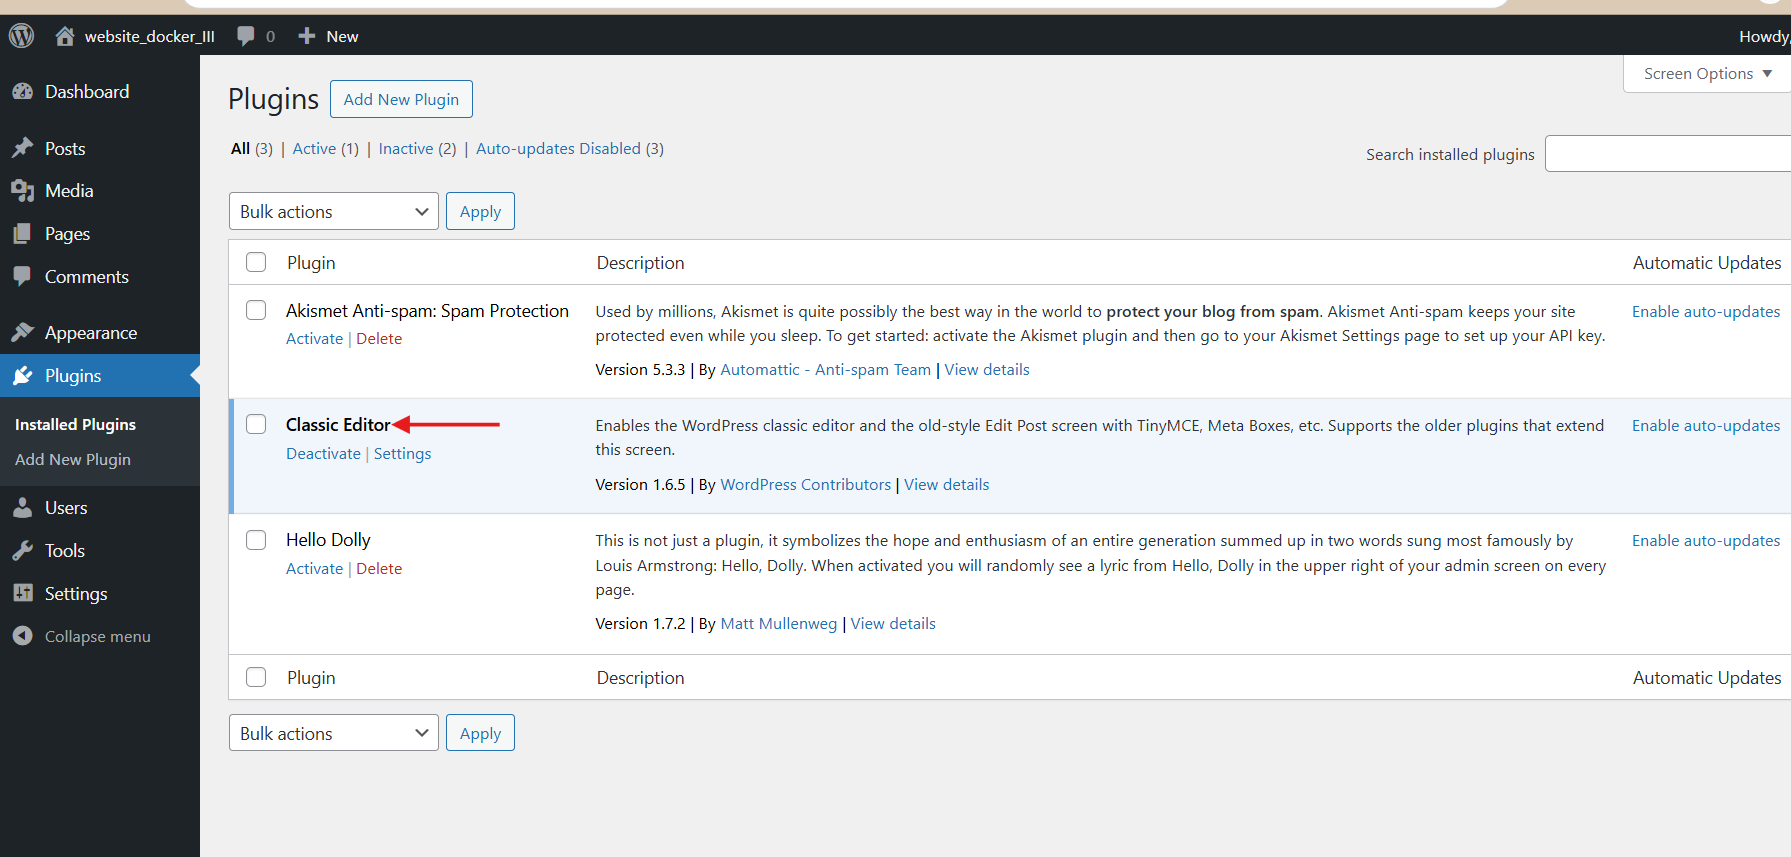 website_docker_III
0
New
Howdy,
Dashboard
Posts
Media
Pages
Comments
Appearance
Plugins
Installed Plugins
Add New Plugin
Users
Tools
Settings
Collapse menu
Screen Options
Plugins
Add New Plugin
All (3) | Active (1) | Inactive (2) | Auto-updates Disabled (3)
Search installed plugins
Bulk actions
Apply
Plugin Description Automatic Updates
Akismet Anti-spam: Spam Protection
Activate | Delete
Used by millions, Akismet is quite possibly the best way in the world to protect your blog from spam. Akismet Anti-spam keeps your site
protected even while you sleep. To get started: activate the Akismet plugin and then go to your Akismet Settings page to set up your API key.
Version 5.3.3 | By Automattic - Anti-spam Team | View details
Enable auto-updates
Classic Editor
Deactivate | Settings
Enables the WordPress classic editor and the old-style Edit Post screen with TinyMCE, Meta Boxes, etc. Supports the older plugins that extend
this screen.
Version 1.6.5 | By WordPress Contributors | View details
Enable auto-updates
Hello Dolly
Activate | Delete
This is not just a plugin, it symbolizes the hope and enthusiasm of an entire generation summed up in two words sung most famously by
Louis Armstrong: Hello, Dolly. When activated you will randomly see a lyric from Hello, Dolly in the upper right of your admin screen on every
page.
Version 1.7.2 | By Matt Mullenweg | View details
Enable auto-updates
Plugin Description Automatic Updates
Bulk actions
Apply